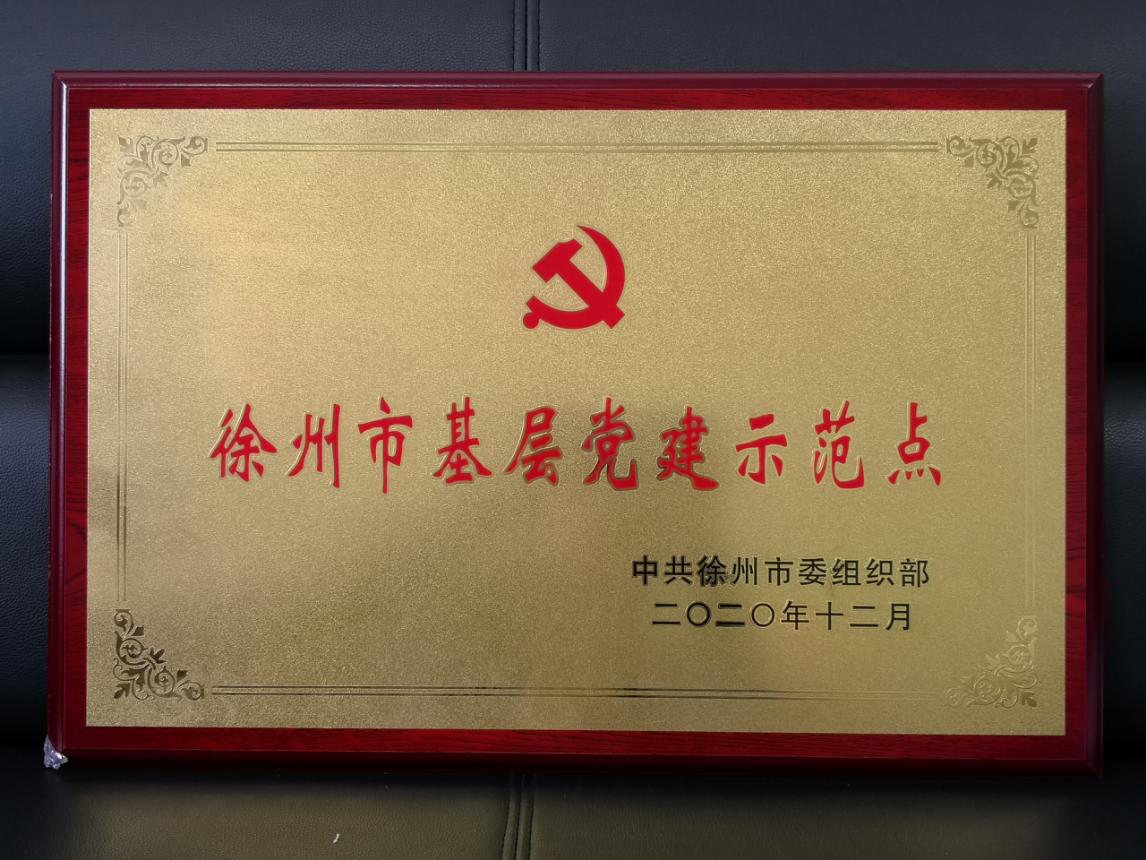 徐州市基层党建示范点
中共徐州市委组织部
二〇二〇年十二月